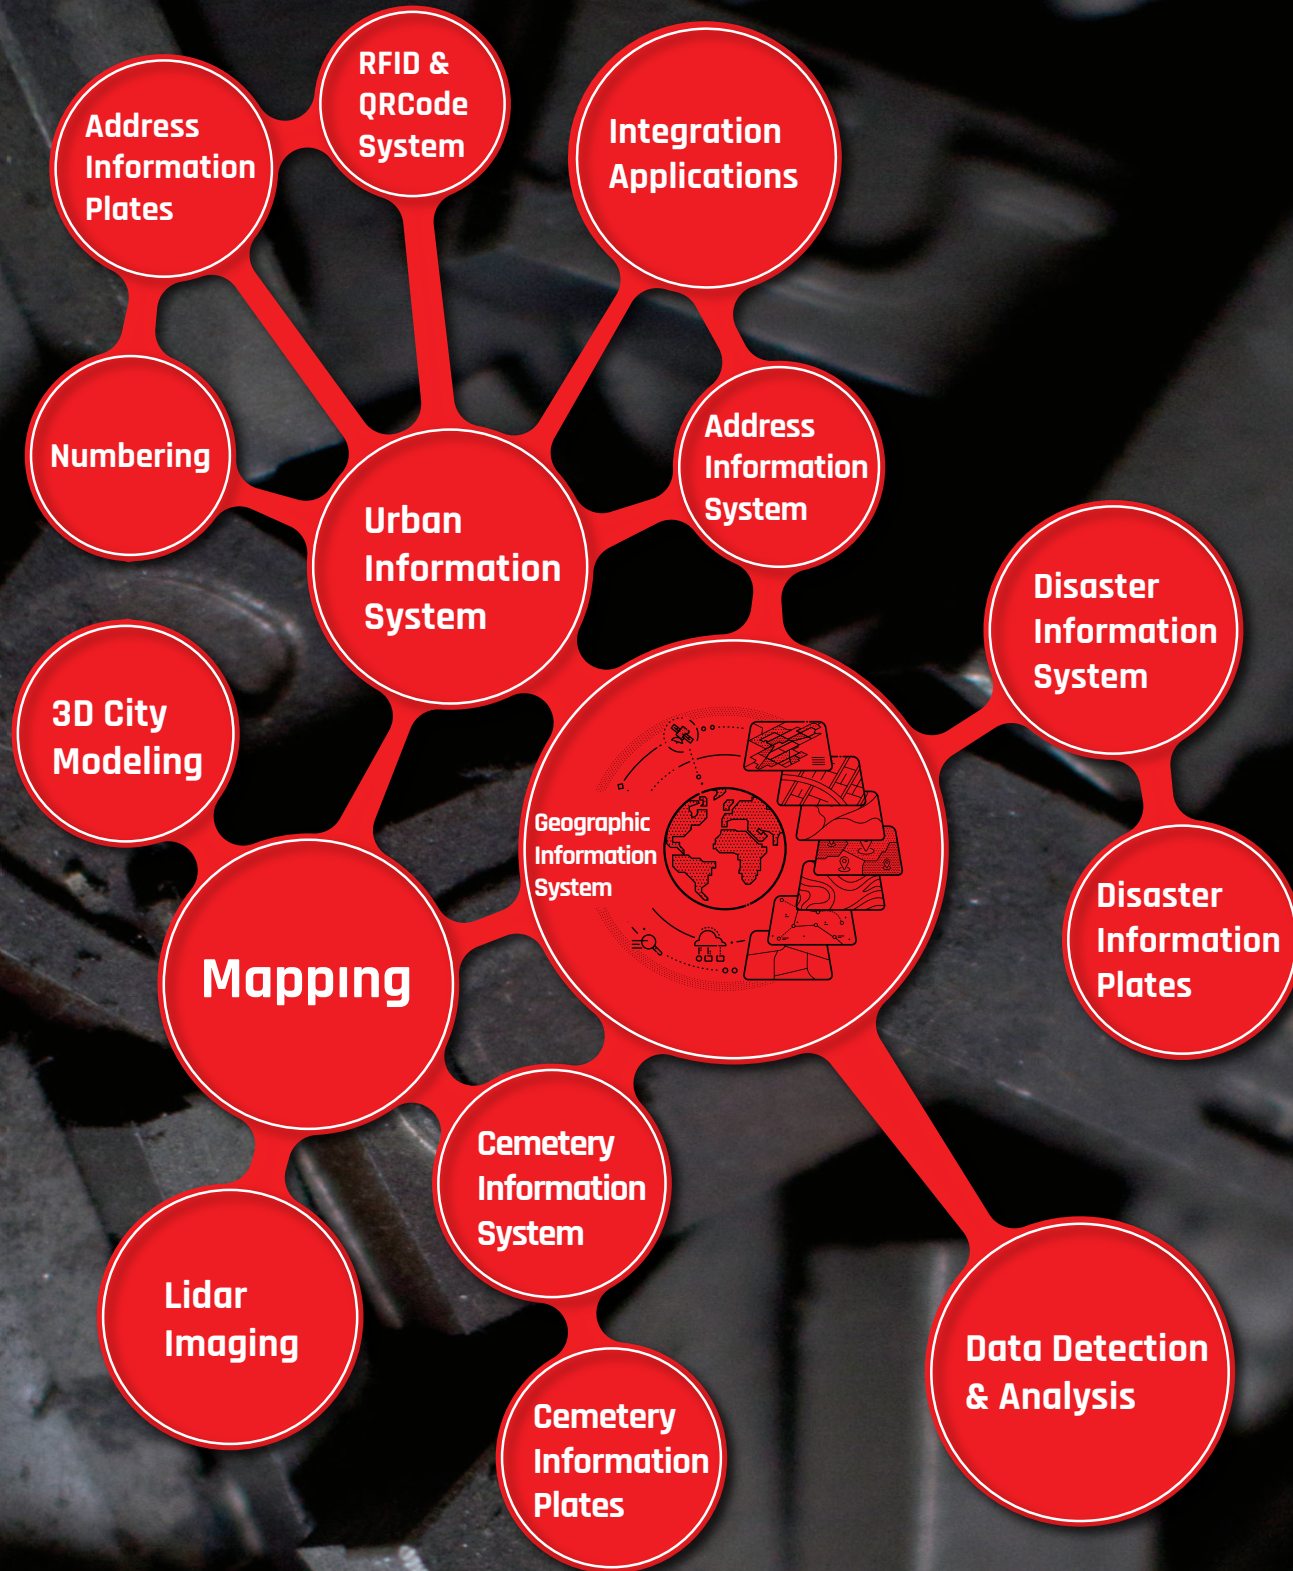 RFID &
QRCode
System
Address
Information
Plates
Integration
Applications
Numbering
Address
Information
System
Urban
Information
System
Disaster
Information
System
3D City
Modeling
Geographic
Information
System
Disaster
Information
Plates
Mappıng
Cemetery
Information
System
Lidar
Imaging
Data Detection
& Analysis
Cemetery
Information
Plates